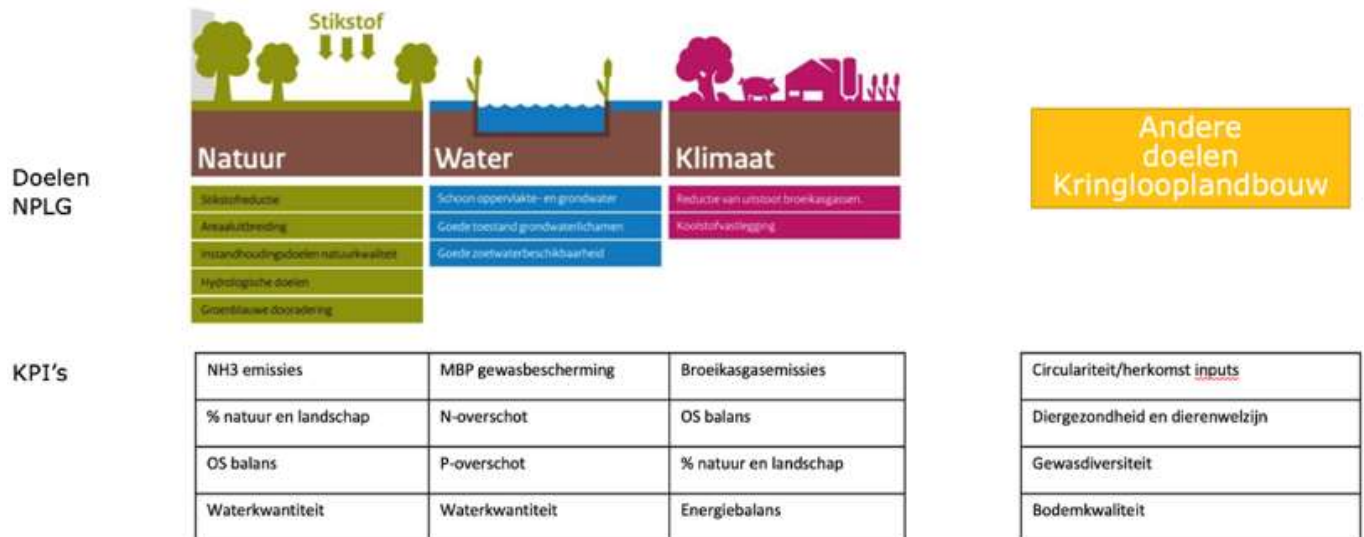 Stikstof
Natuur
Water
Klimaat
Andere
doelen
Kringlooplandbouw
Doelen
NPLG
Stikstofreductie
Schoon oppervlakte- en grondwater
Reductie van uitstoot broeikasgassen.
Areaaluitbreiding
Goede toestand grondwaterlichamen
Koolstofvastlegging
Instandhoudingsdoelen natuurkwaliteit
Goede zoetwaterbeschikbaarheid
Hydrologische doelen
Groenblauwe dooradering
KPI's
NH3 emissies
MBP gewasbescherming
Broeikasgasemissies
Circulariteit/herkomst inputs
% natuur en landschap
N-overschot
OS balans
Diergezondheid en dierenwelzijn
OS balans
P-overschot
% natuur en landschap
Gewasdiversiteit
Waterkwantiteit
Waterkwantiteit
Energiebalans
Bodemkwaliteit